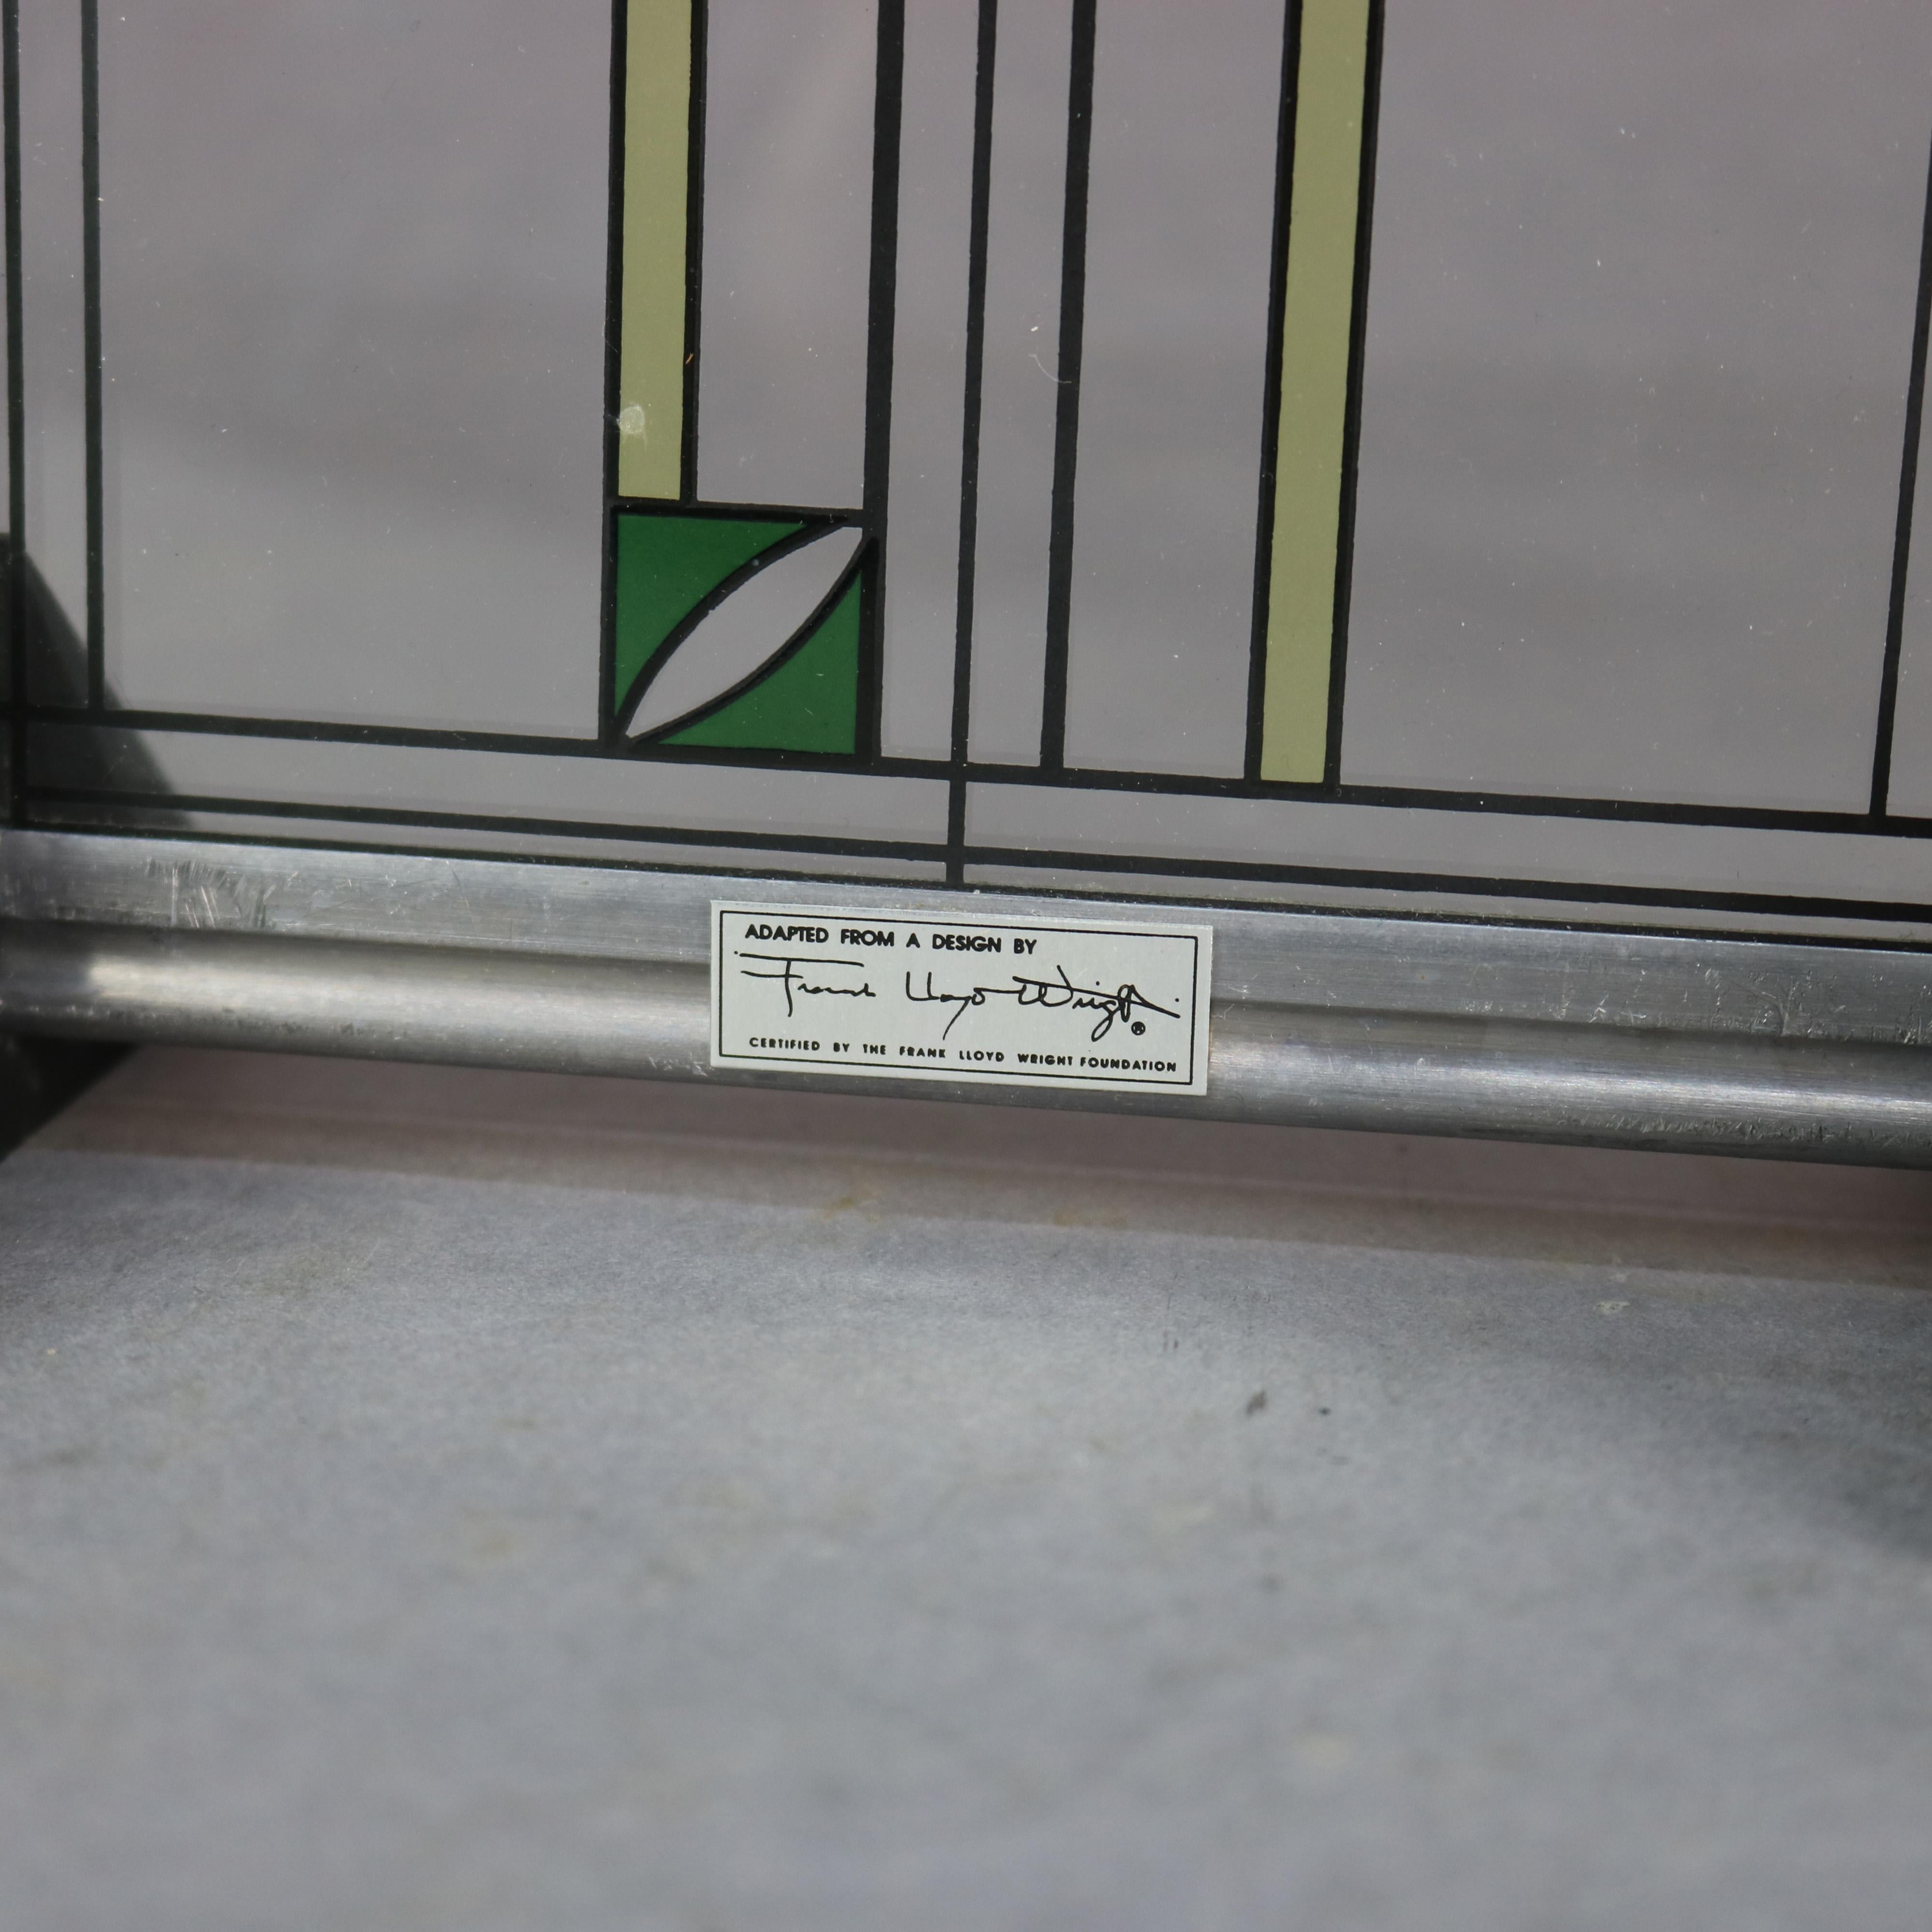 ADAPTED FROM A DESIGN BY
Frank Lloyd Wright ®
CERTIFIED BY THE FRANK LLOYD WRIGHT FOUNDATION